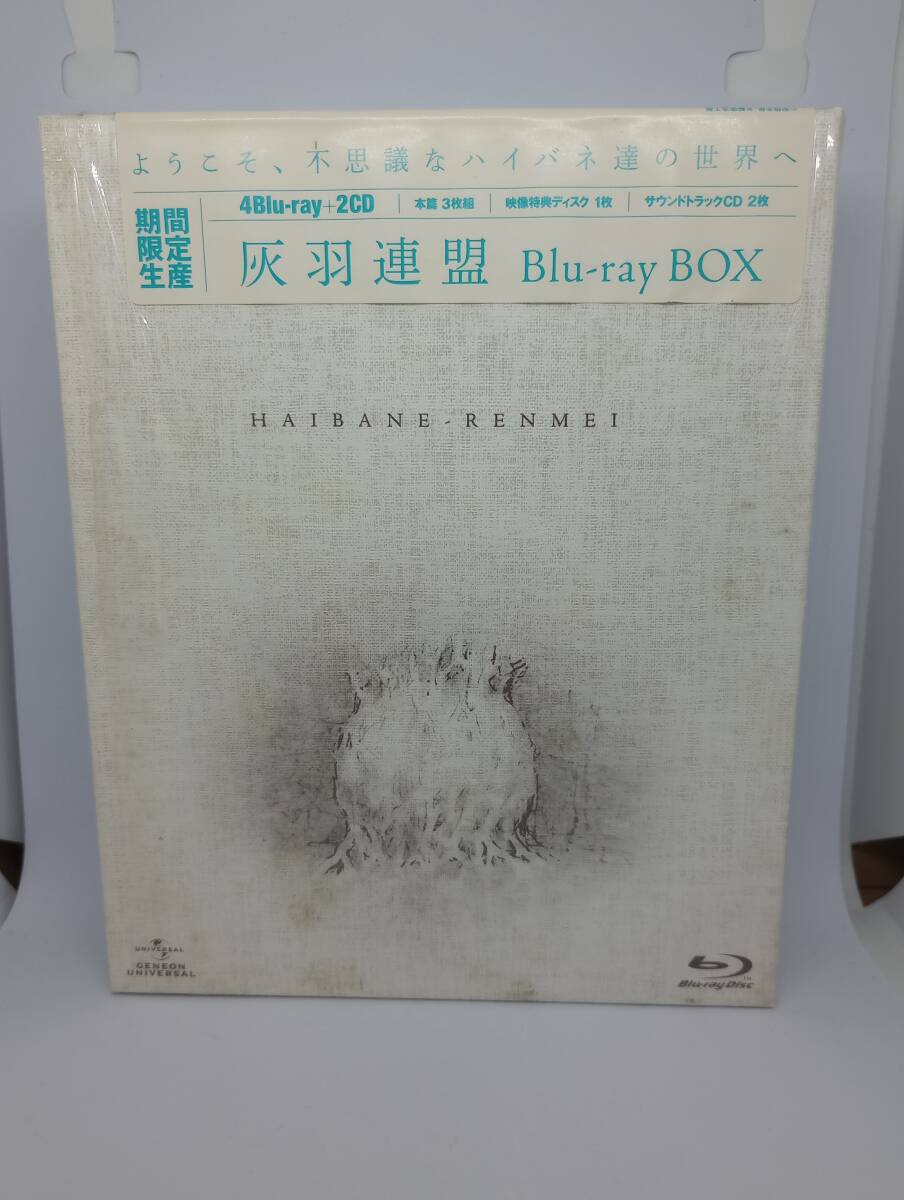 ようこそ、不思議なハイバネ達の世界へ
期間限定生産
4Blu-ray+2CD
本篇 3枚組
映像特典ディスク 1枚
サウンドトラックCD 2枚
灰羽連盟 Blu-ray BOX
HAIBANE-RENMEI
UNIVERSAL
GENEON
UNIVERSAL
Blu-ray Disc
TM